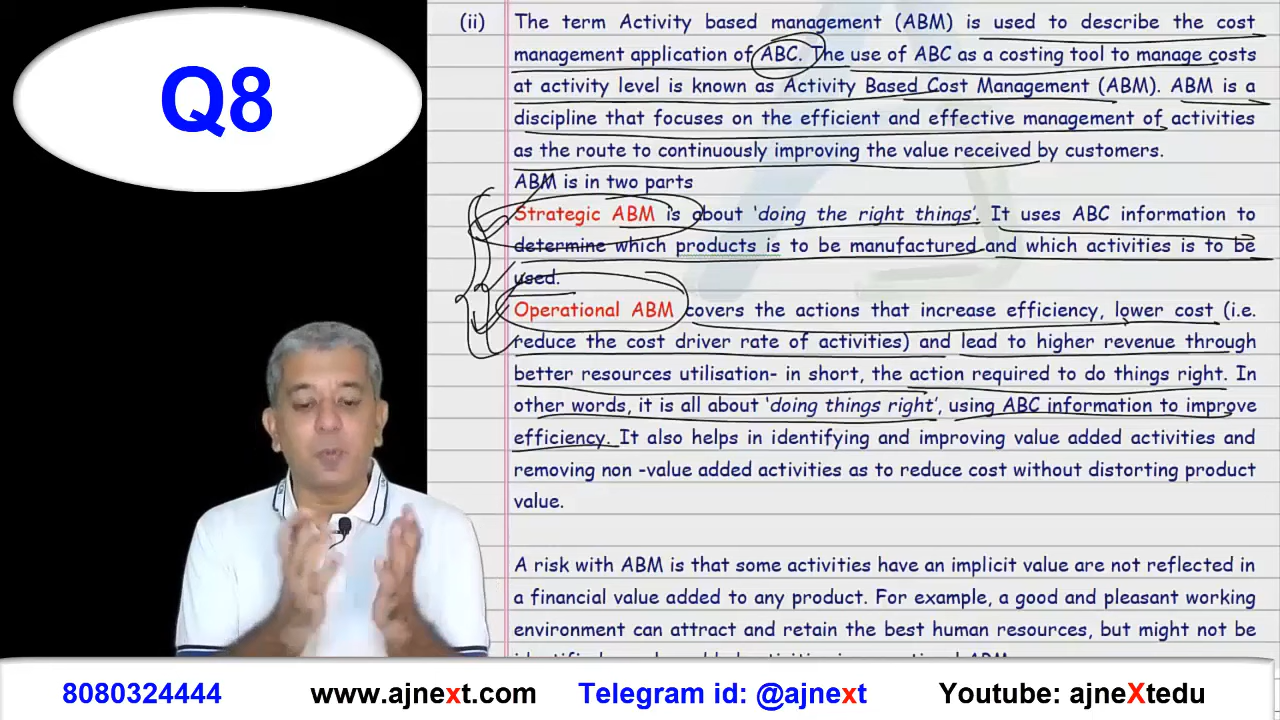 Q8
(ii) The term Activity based management (ABM) is used to describe the cost
management application of ABC. The use of ABC as a costing tool to manage costs
at activity level is known as Activity Based Cost Management (ABM). ABM is a
discipline that focuses on the efficient and effective management of activities
as the route to continuously improving the value received by customers.
ABM is in two parts
Strategic ABM is about ‘doing the right things’. It uses ABC information to
determine which products is to be manufactured and which activities is to be
used.
Operational ABM covers the actions that increase efficiency, lower cost (i.e.
reduce the cost driver rate of activities) and lead to higher revenue through
better resources utilisation- in short, the action required to do things right. In
other words, it is all about ‘doing things right’, using ABC information to improve
efficiency. It also helps in identifying and improving value added activities and
removing non -value added activities as to reduce cost without distorting product
value.
A risk with ABM is that some activities have an implicit value are not reflected in
a financial value added to any product. For example, a good and pleasant working
environment can attract and retain the best human resources, but might not be
8080324444 www.ajnext.com Telegram id: @ajnext Youtube: ajneXtedu